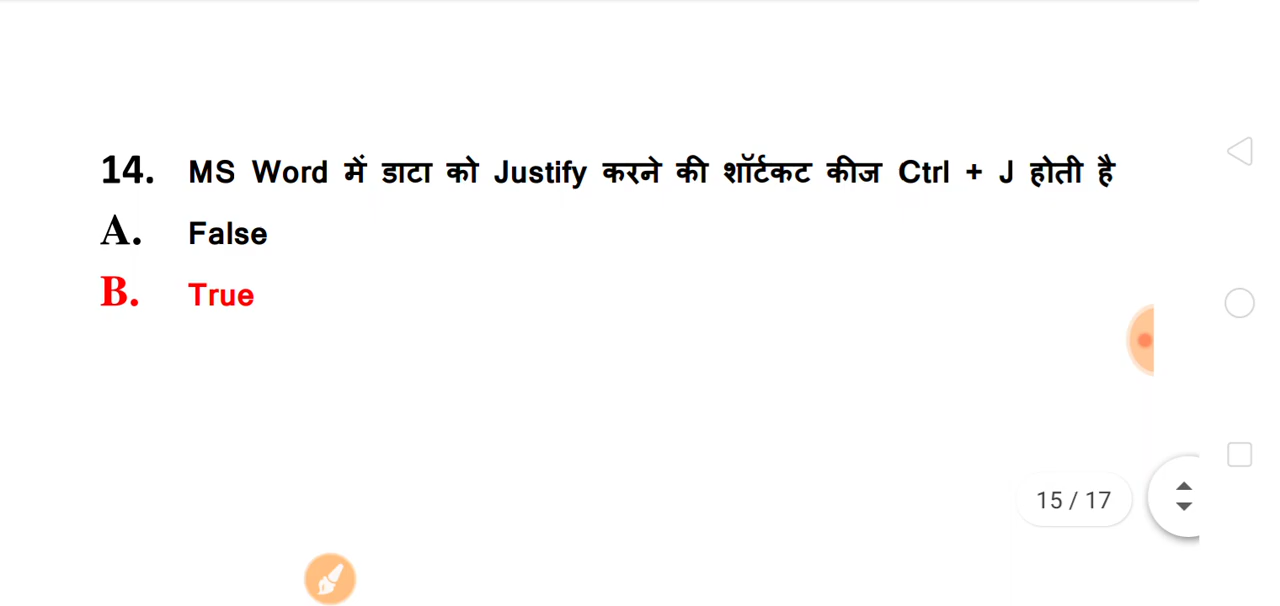 14. MS Word में डाटा को Justify करने की शॉर्टकट कीज Ctrl + J होती है
A. False
B. True
15 / 17